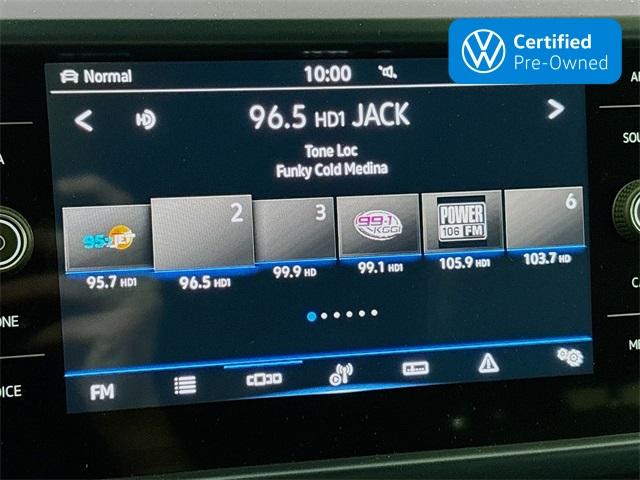 Certified
Pre-Owned
Normal
10:00
96.5 HD1 JACK
Tone Loc
Funky Cold Medina
2
3
99.1
KGGI
POWER
106 FM
6
95.7 HD1
96.5 HD1
99.9 HD
99.1 HD1
105.9 HD1
103.7 HD
FM